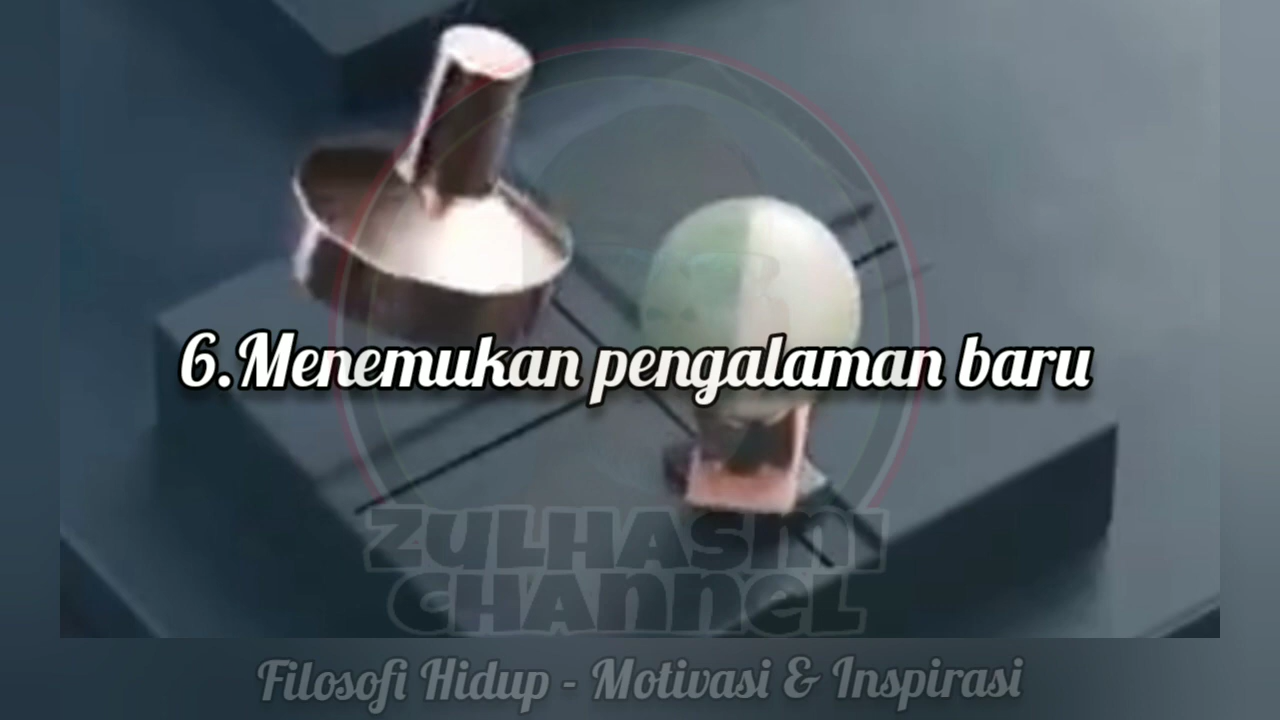 6.Menemukan pengalaman baru
ZULHASMI
CHANNEL
Filosofi Hidup - Motivasi & Inspirasi